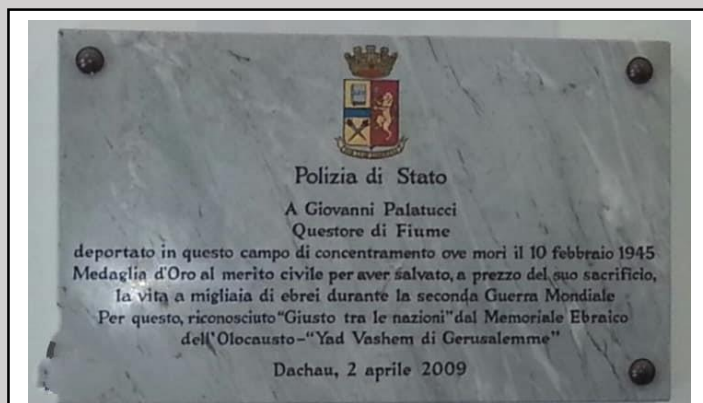 Polizia di Stato
A Giovanni Palatucci
Questore di Fiume
deportato in questo campo di concentramento ove morì il 10 febbraio 1945
Medaglia d'Oro al merito civile per aver salvato, a prezzo del suo sacrificio,
la vita a migliaia di ebrei durante la seconda Guerra Mondiale
Per questo, riconosciuto "Giusto tra le nazioni" dal Memoriale Ebraico
dell'Olocausto-"Yad Vashem di Gerusalemme"
Dachau, 2 aprile 2009